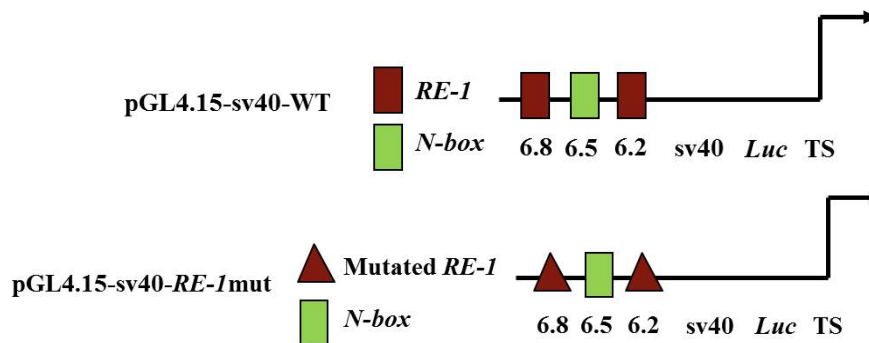 pGL4.15-sv40-WT
RE-1
N-box
6.8 6.5 6.2 sv40 Luc TS
pGL4.15-sv40-RE-1mut
Mutated RE-1
N-box
6.8 6.5 6.2 sv40 Luc TS